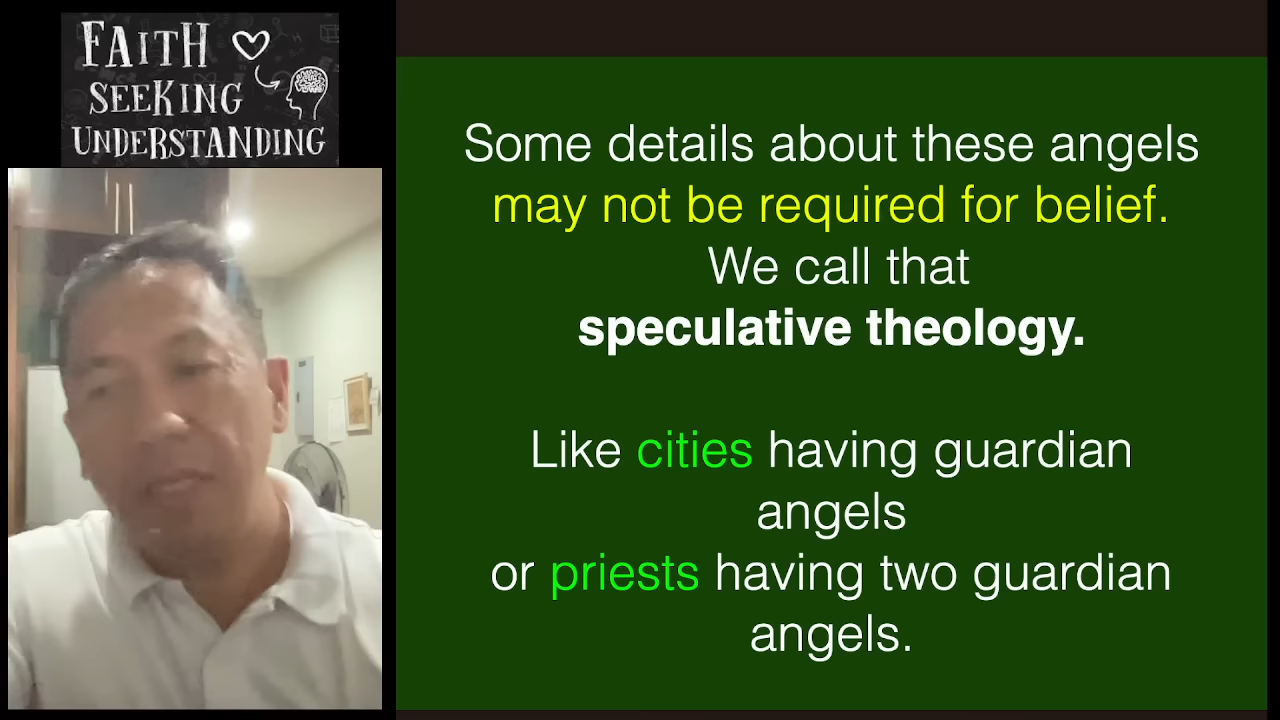 FAITH
SEEKING
UNDERSTANDING
Some details about these angels
may not be required for belief.
We call that
speculative theology.
Like cities having guardian
angels
or priests having two guardian
angels.